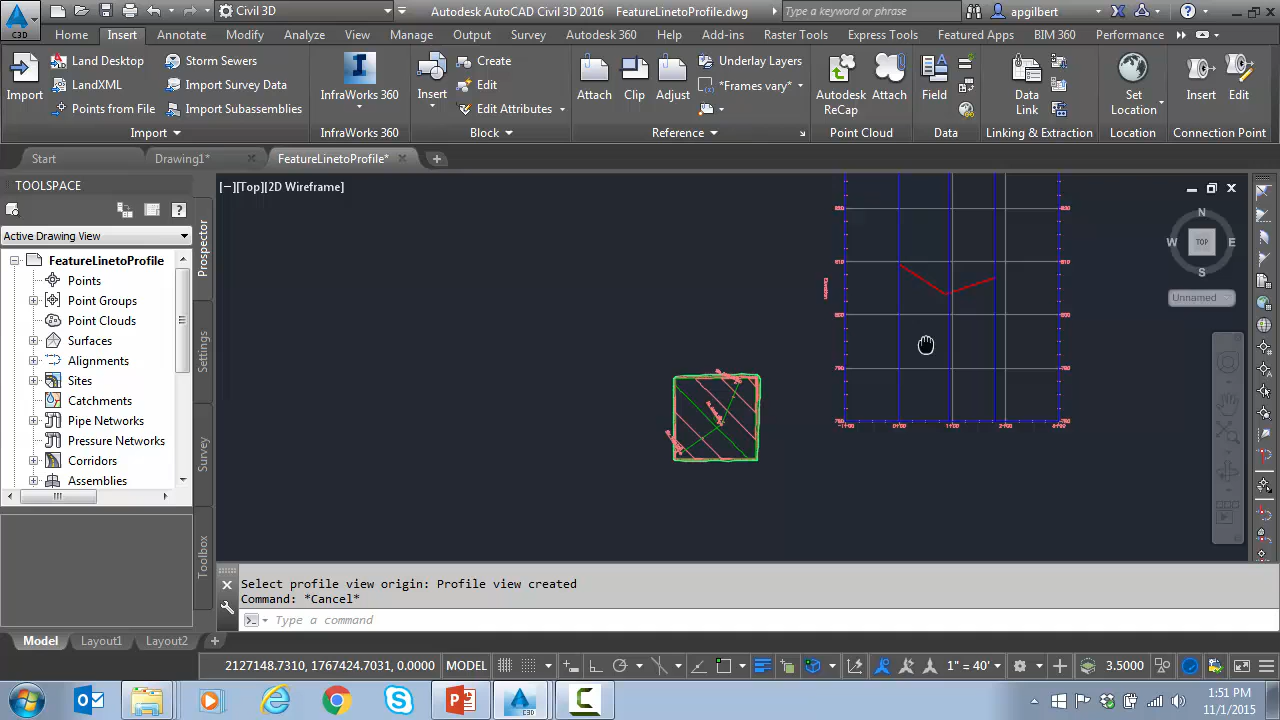 Civil 3D
Autodesk AutoCAD Civil 3D 2016 FeatureLinetoProfile.dwg
Type a keyword or phrase
apgilbert
C3D
Home Insert Annotate Modify Analyze View Manage Output Survey Autodesk 360 Help Add-ins Raster Tools Express Tools Featured Apps BIM 360 Performance
Import
Land Desktop
LandXML
Points from File
Storm Sewers
Import Survey Data
Import Subassemblies
Import
InfraWorks 360
InfraWorks 360
Insert
Create
Edit
Edit Attributes
Block
Attach
Clip
Adjust
Underlay Layers
*Frames vary*
Reference
Autodesk
ReCap
Attach
Point Cloud
Field
Data
Data
Link
Linking & Extraction
Set
Location
Location
Insert
Edit
Connection Point
Start
Drawing1*
FeatureLinetoProfile*
TOOLSPACE
Active Drawing View
FeatureLinetoProfile
Points
Point Groups
Point Clouds
Surfaces
Alignments
Sites
Catchments
Pipe Networks
Pressure Networks
Corridors
Assemblies
Prospector
Settings
Survey
Toolbox
[−][Top][2D Wireframe]
N
W TOP E
S
Unnamed
Elevation
Select profile view origin: Profile view created
Command: *Cancel*
Type a command
Model Layout1 Layout2
2127148.7310, 1767424.7031, 0.0000 MODEL
1" = 40'
3.5000
C3D
1:51 PM
11/1/2015